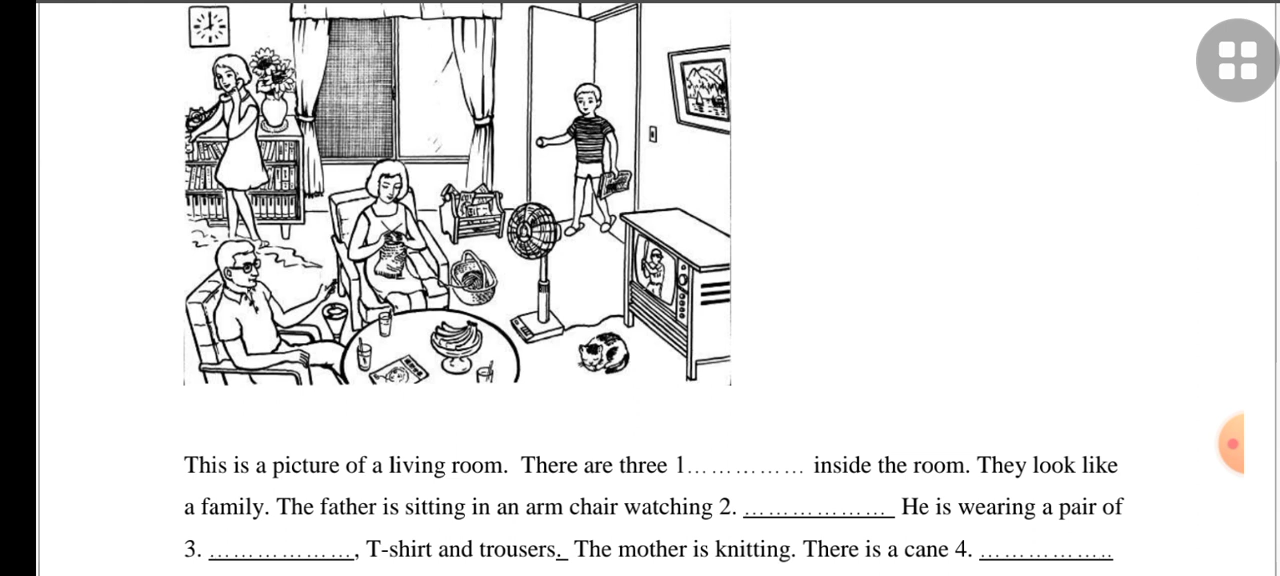 This is a picture of a living room. There are three 1…………… inside the room. They look like
a family. The father is sitting in an arm chair watching 2. ……………… He is wearing a pair of
3. ………………, T-shirt and trousers. The mother is knitting. There is a cane 4. ……………..